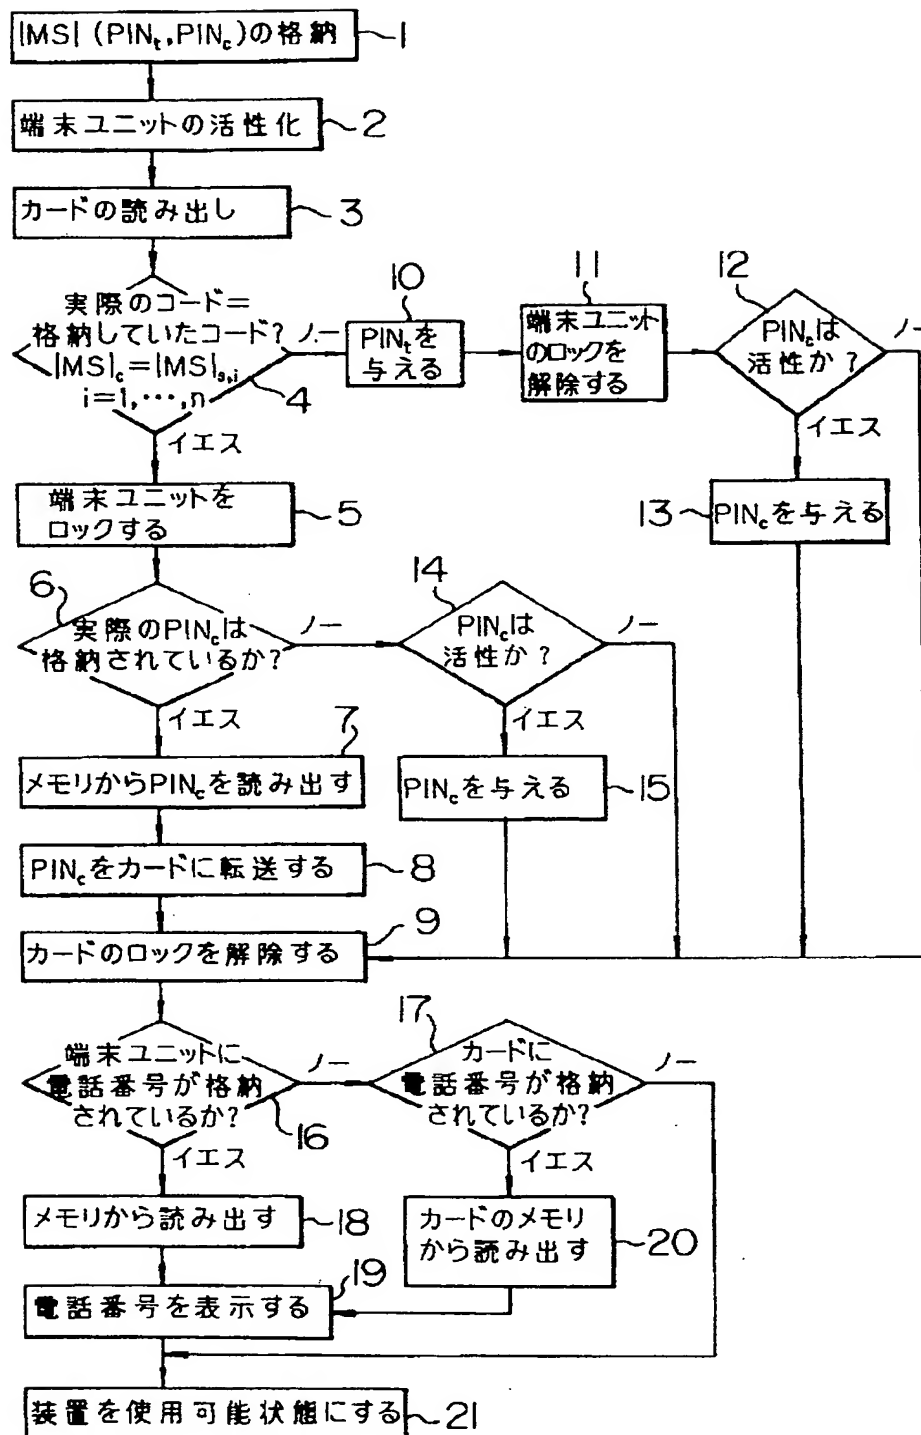 |MS| (PINt,PINc)の格納
1
端末ユニットの活性化
2
カードの読み出し
3
実際のコード=
格納していたコード?
|MS|c=|MS|s,i
i=1,…,n
4
ノー
イエス
10
PINtを
与える
11
端末ユニット
のロックを
解除する
12
PINcは
活性か?
ノー
イエス
13
PINcを与える
端末ユニットを
ロックする
5
6
実際のPINcは
格納されているか?
ノー
イエス
14
PINcは
活性か?
ノー
イエス
7
メモリからPINcを読み出す
PINcを与える
15
PINcをカードに転送する
8
9
カードのロックを解除する
端末ユニットに
電話番号が格納
されているか?
16
ノー
イエス
17
カードに
電話番号が格納
されているか?
ノー
イエス
メモリから読み出す
18
カードのメモリ
から読み出す
20
19
電話番号を表示する
装置を使用可能状態にする
21